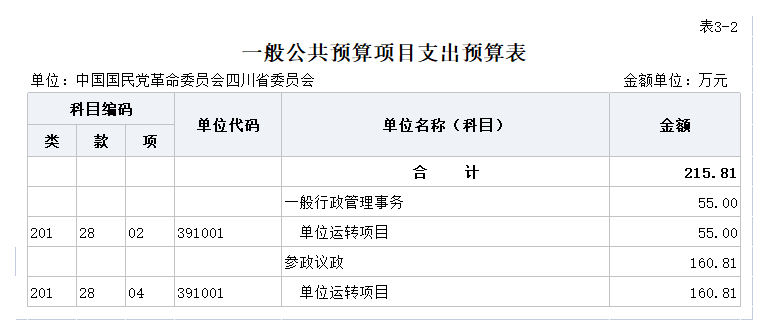 表3-2
一般公共预算项目支出预算表
单位：中国国民党革命委员会四川省委员会 金额单位：万元
科目编码 单位代码 单位名称（科目） 金额
类 款 项
合 计 215.81
一般行政管理事务 55.00
201 28 02 391001 单位运转项目 55.00
参政议政 160.81
201 28 04 391001 单位运转项目 160.81